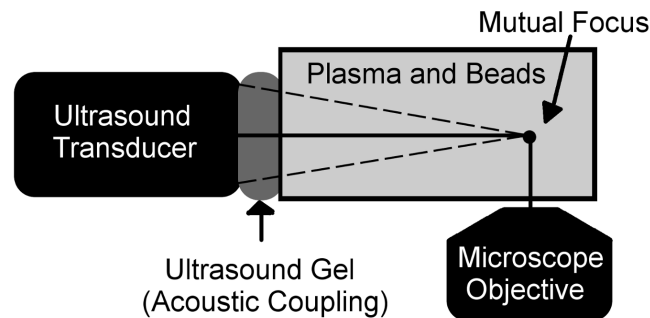 Mutual Focus
Plasma and Beads
Ultrasound
Transducer
Microscope
Objective
Ultrasound Gel
(Acoustic Coupling)